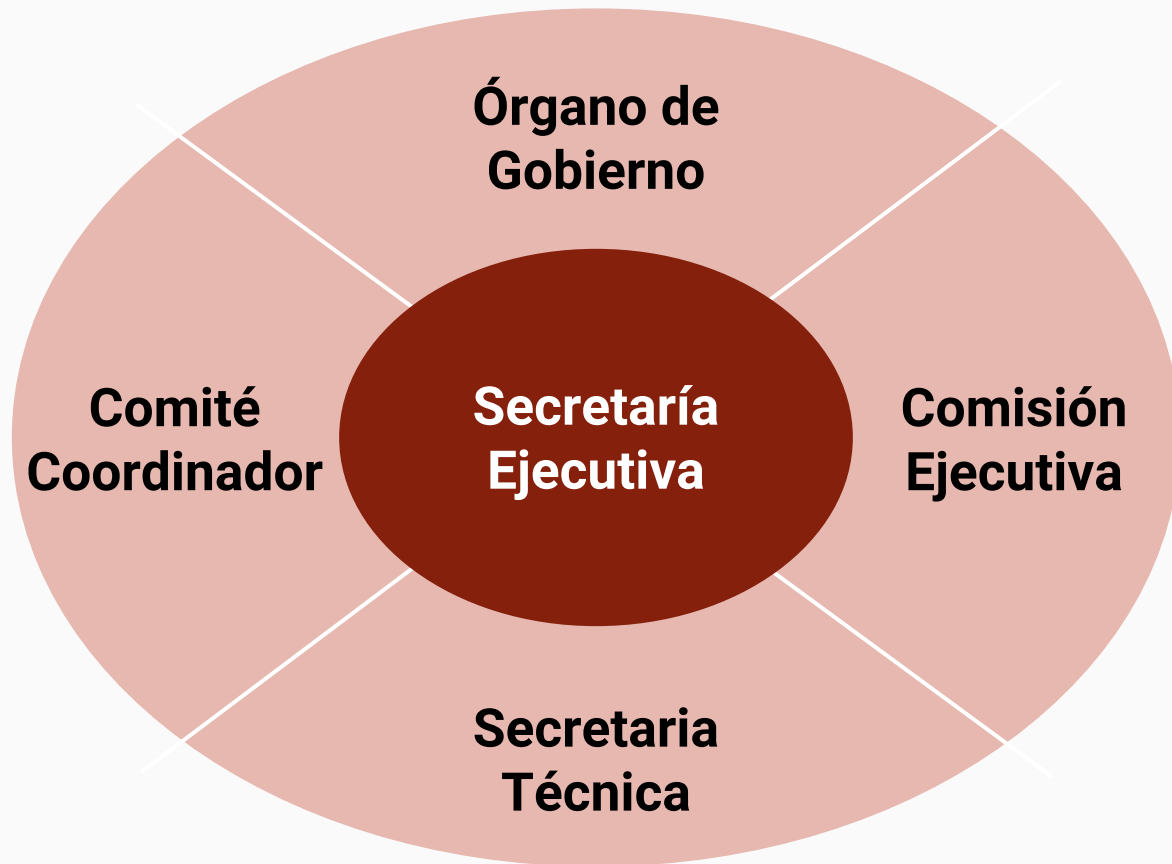 Órgano de
Gobierno
Comité
Coordinador
Secretaría
Ejecutiva
Comisión
Ejecutiva
Secretaria
Técnica